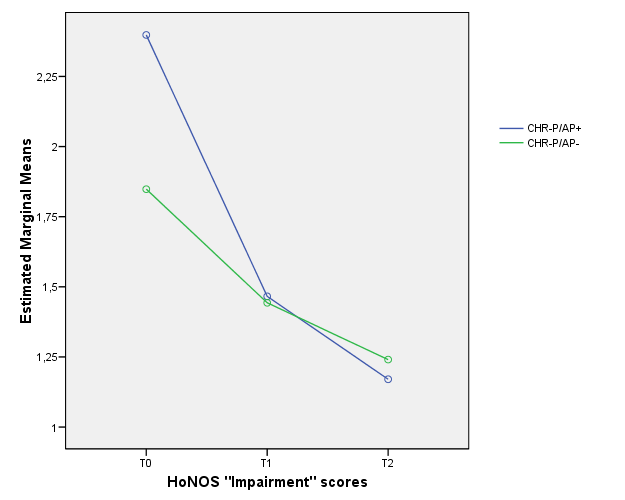 Estimated Marginal Means
2,25
2
1,75
1,5
1,25
1
T0 T1 T2
HoNOS "Impairment" scores
CHR-P/AP+
CHR-P/AP-